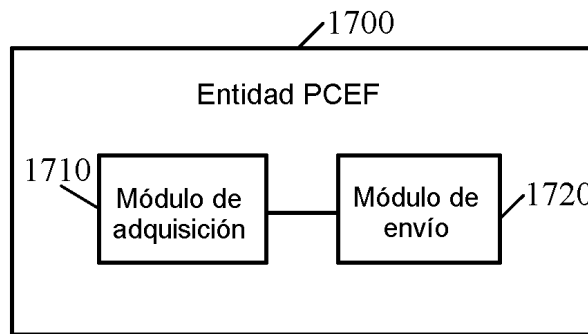 1700
Entidad PCEF
1710
Módulo de
adquisición
Módulo de
envío
1720